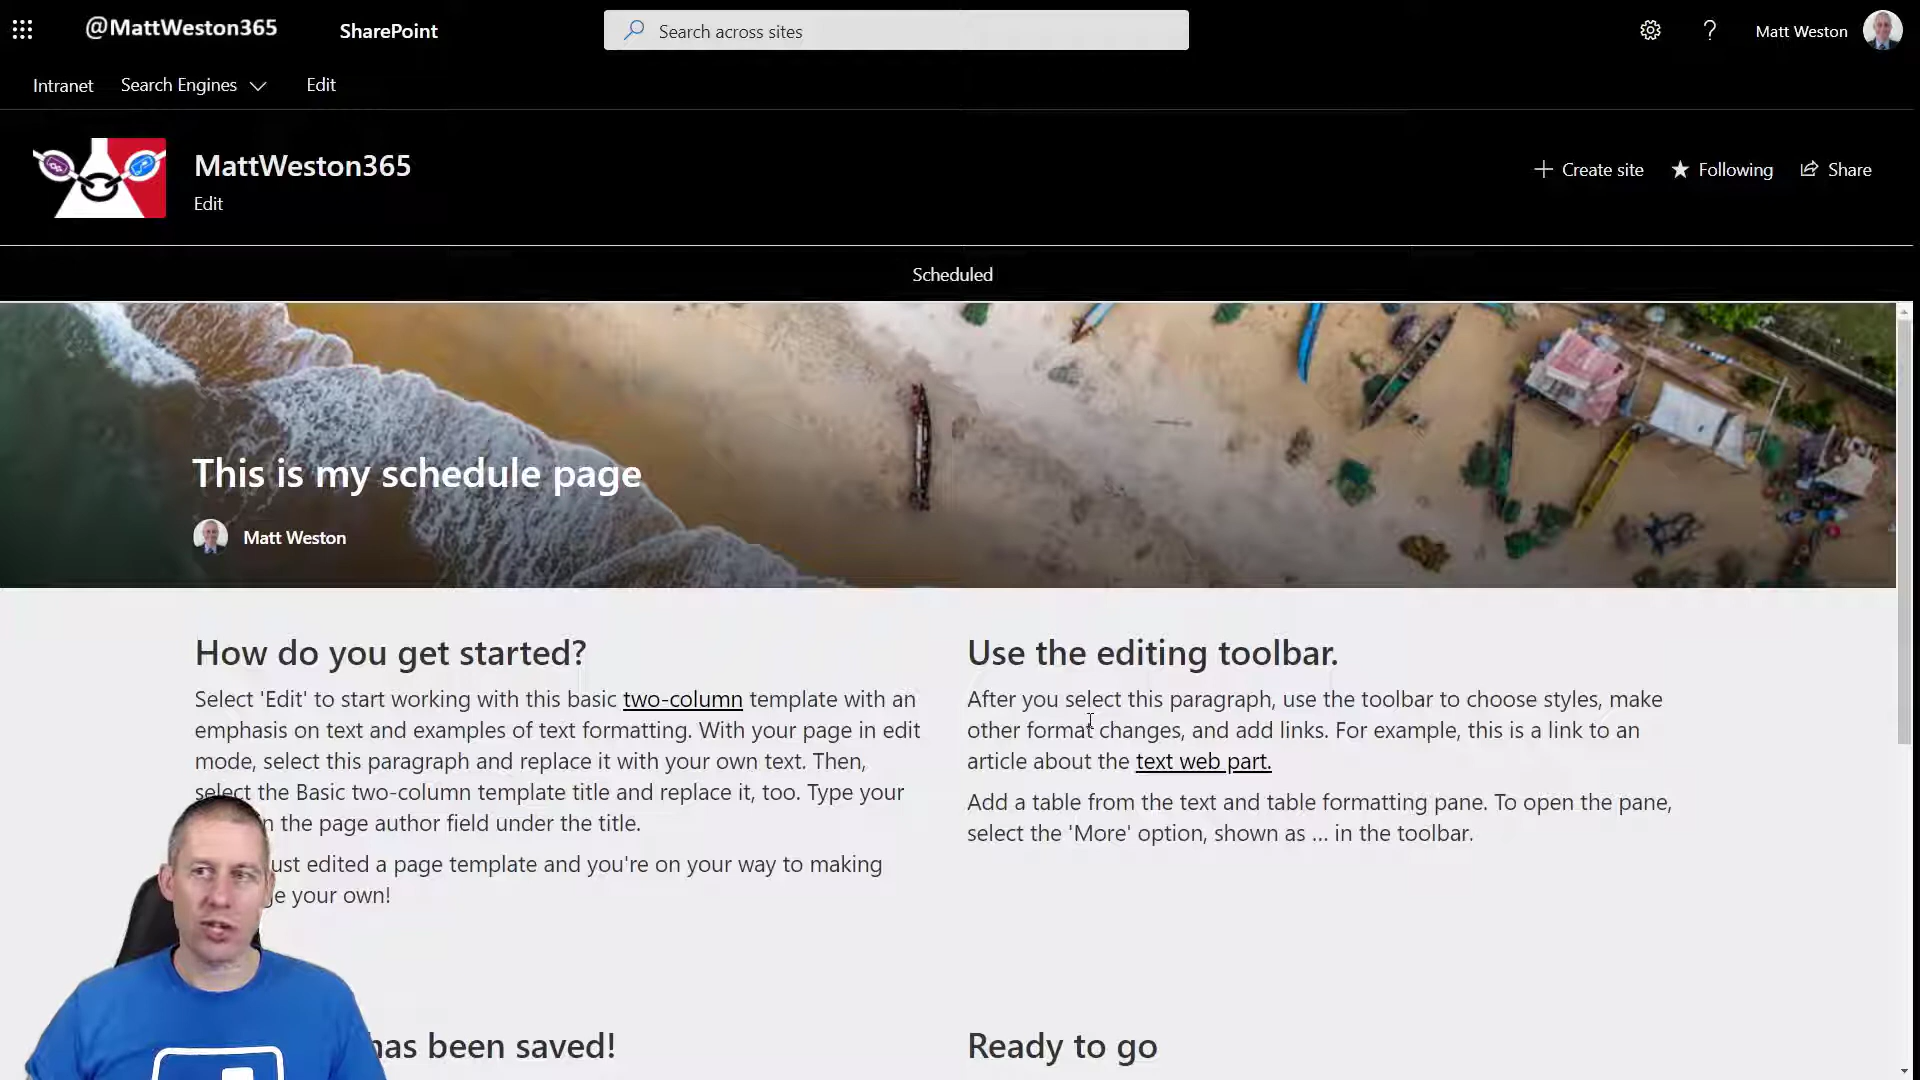 @MattWeston365
SharePoint
Search across sites
Matt Weston
Intranet
Search Engines
Edit
MattWeston365
Edit
Create site
Following
Share
Scheduled
This is my schedule page
Matt Weston
How do you get started?
Select 'Edit' to start working with this basic two-column template with an
emphasis on text and examples of text formatting. With your page in edit
mode, select this paragraph and replace it with your own text. Then,
select the Basic two-column template title and replace it, too. Type your
n the page author field under the title.
ust edited a page template and you're on your way to making
your own!
Use the editing toolbar.
After you select this paragraph, use the toolbar to choose styles, make
other format changes, and add links. For example, this is a link to an
article about the text web part.
Add a table from the text and table formatting pane. To open the pane,
select the 'More' option, shown as ... in the toolbar.
has been saved!
Ready to go